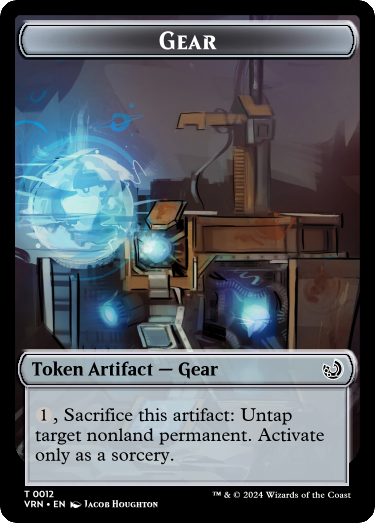 Gear
Token Artifact — Gear
1, Sacrifice this artifact: Untap
target nonland permanent. Activate
only as a sorcery.
T 0012
VRN • EN Jacob Houghton
™ & © 2024 Wizards of the Coast